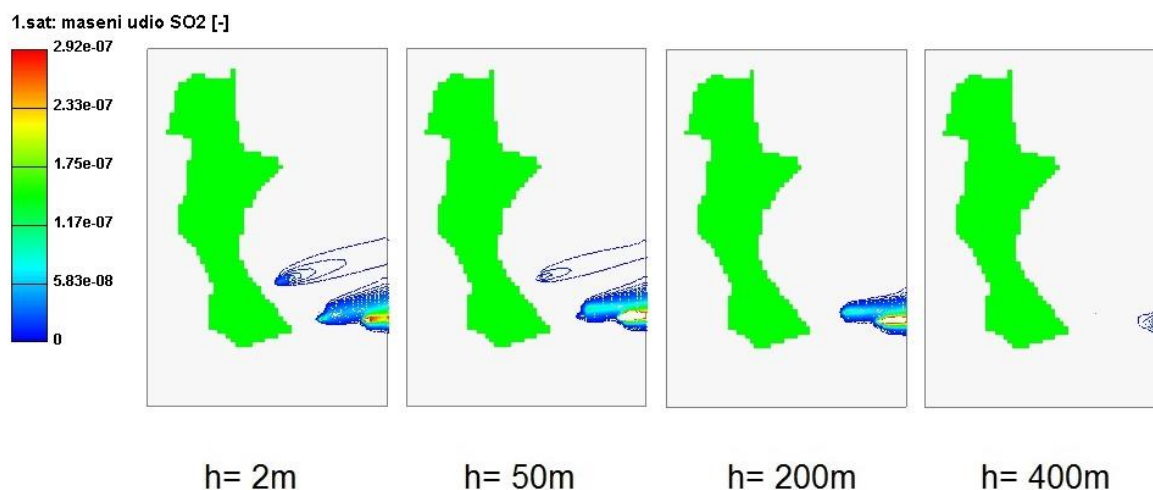 1.sat: maseni udio SO2 [-]
2.92e-07
2.33e-07
1.75e-07
1.17e-07
5.83e-08
0
h= 2m
h= 50m
h= 200m
h= 400m